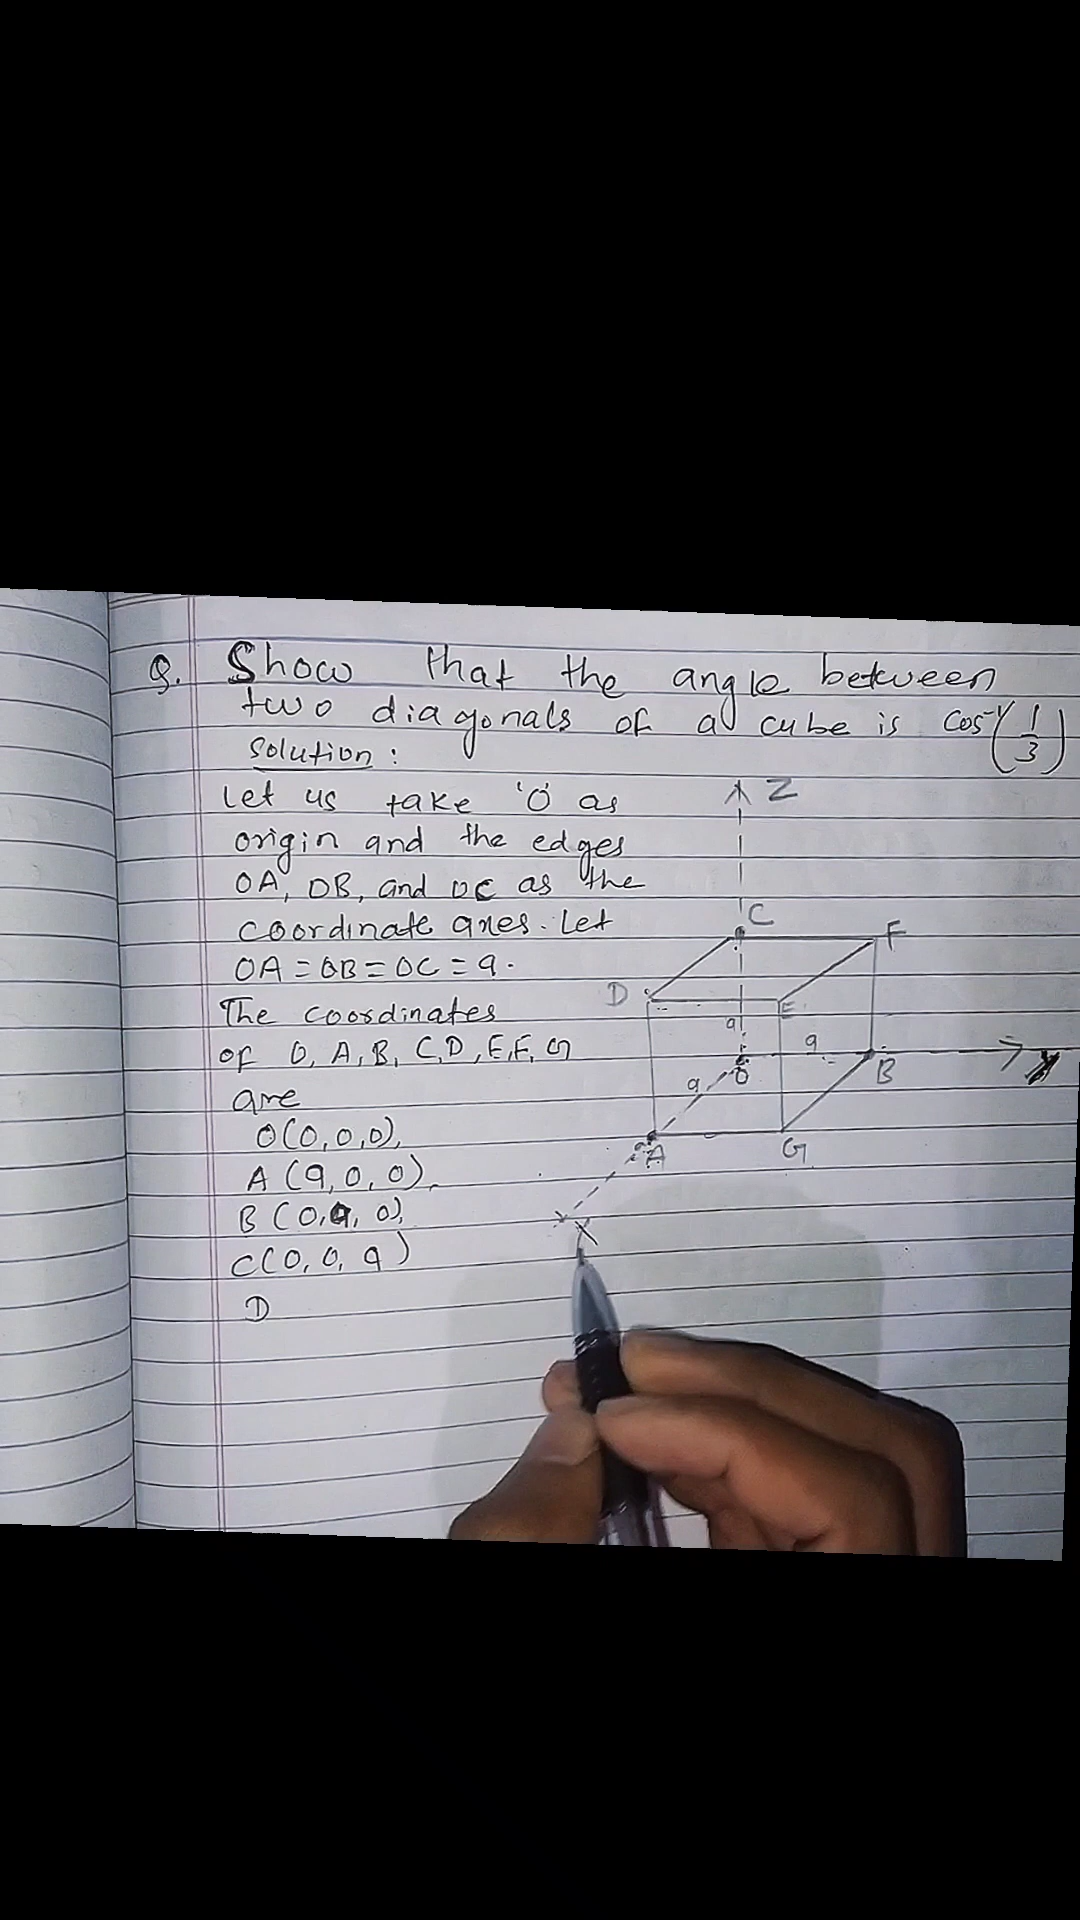 Q. Show that the angle between
two diagonals of a cube is cos⁻¹(1/3)
Solution:
Let us take 'O' as
origin and the edges
OA, OB, and OC as the
coordinate axes. Let
OA = OB = OC = a.
The coordinates
of O, A, B, C, D, E, F, G
are
O(0,0,0),
A (a, 0, 0),
B (0, a, 0),
C(0, 0, a)
D
Z
C
F
D
E
a
a
O
B
Y
a
A
G
X